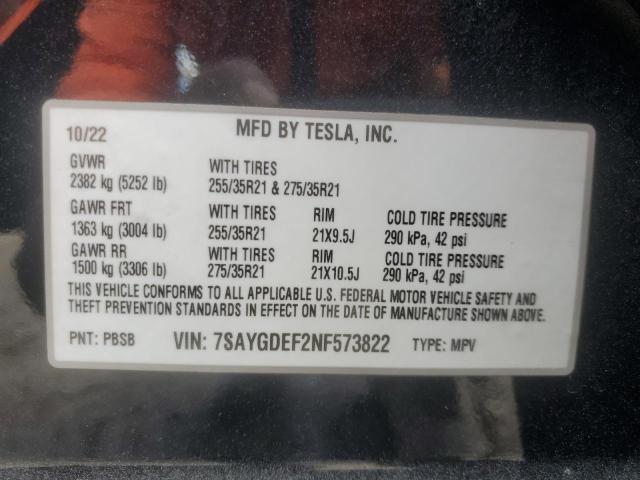 10/22 MFD BY TESLA, INC.
GVWR WITH TIRES
2382 kg (5252 lb) 255/35R21 & 275/35R21
GAWR FRT WITH TIRES RIM COLD TIRE PRESSURE
1363 kg (3004 lb) 255/35R21 21X9.5J 290 kPa, 42 psi
GAWR RR WITH TIRES RIM COLD TIRE PRESSURE
1500 kg (3306 lb) 275/35R21 21X10.5J 290 kPa, 42 psi
THIS VEHICLE CONFORMS TO ALL APPLICABLE U.S. FEDERAL MOTOR VEHICLE SAFETY AND
THEFT PREVENTION STANDARDS IN EFFECT ON THE DATE OF MANUFACTURE SHOWN ABOVE.
PNT: PBSB VIN: 7SAYGDEF2NF573822 TYPE: MPV